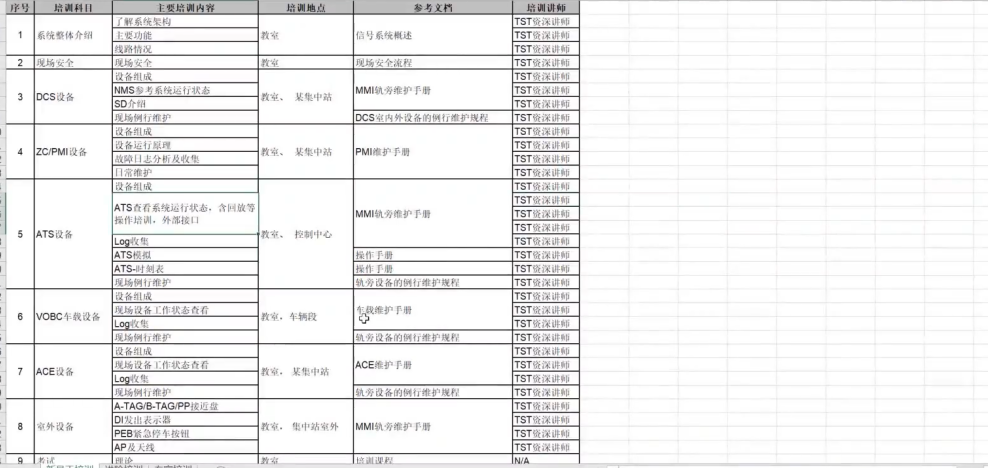 序号 培训科目 主要培训内容 培训地点 参考文档 培训讲师
1 系统整体介绍 了解系统架构 教室 信号系统概述 TST资深讲师
主要功能 TST资深讲师
线路情况 TST资深讲师
2 现场安全 现场安全 教室 现场安全流程 TST资深讲师
3 DCS设备 设备组成 教室、 某集中站 MMI轨旁维护手册 TST资深讲师
NMS参考系统运行状态 TST资深讲师
SD介绍 TST资深讲师
现场例行维护 DCS室内外设备的例行维护规程 TST资深讲师
4 ZC/PMI设备 设备组成 教室、 某集中站 PMI维护手册 TST资深讲师
设备运行原理 TST资深讲师
故障日志分析及收集 TST资深讲师
日常维护 TST资深讲师
5 ATS设备 设备组成 教室、 控制中心 MMI轨旁维护手册 TST资深讲师
ATS查看系统运行状态，含回放等 TST资深讲师
操作培训，外部接口 TST资深讲师
TST资深讲师
Log收集 TST资深讲师
ATS模拟 操作手册 TST资深讲师
ATS-时刻表 操作手册 TST资深讲师
现场例行维护 轨旁设备的例行维护规程 TST资深讲师
6 VOBC车载设备 设备组成 教室，车辆段 车载维护手册 TST资深讲师
现场设备工作状态查看 TST资深讲师
Log收集 TST资深讲师
现场例行维护 轨旁设备的例行维护规程 TST资深讲师
7 ACE设备 设备组成 教室， 某集中站 ACE维护手册 TST资深讲师
现场设备工作状态查看 TST资深讲师
Log收集 TST资深讲师
现场例行维护 轨旁设备的例行维护规程 TST资深讲师
8 室外设备 A-TAG/B-TAG/PP接近盘 教室， 集中站室外 MMI轨旁维护手册 TST资深讲师
DI发出表示器 TST资深讲师
PEB紧急停车按钮 TST资深讲师
AP及天线 TST资深讲师
9 考试 理论 教室 培训课程 N/A